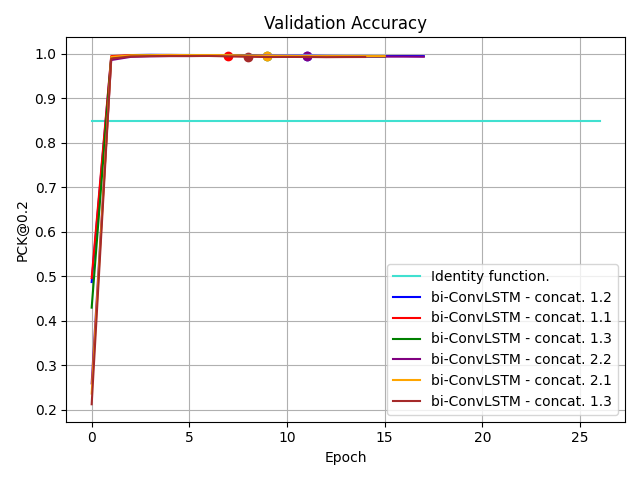 Validation Accuracy
1.0
0.9
0.8
0.7
0.6
0.5
0.4
0.3
0.2
PCK@0.2
Identity function.
bi-ConvLSTM - concat. 1.2
bi-ConvLSTM - concat. 1.1
bi-ConvLSTM - concat. 1.3
bi-ConvLSTM - concat. 2.2
bi-ConvLSTM - concat. 2.1
bi-ConvLSTM - concat. 1.3
0 5 10 15 20 25
Epoch